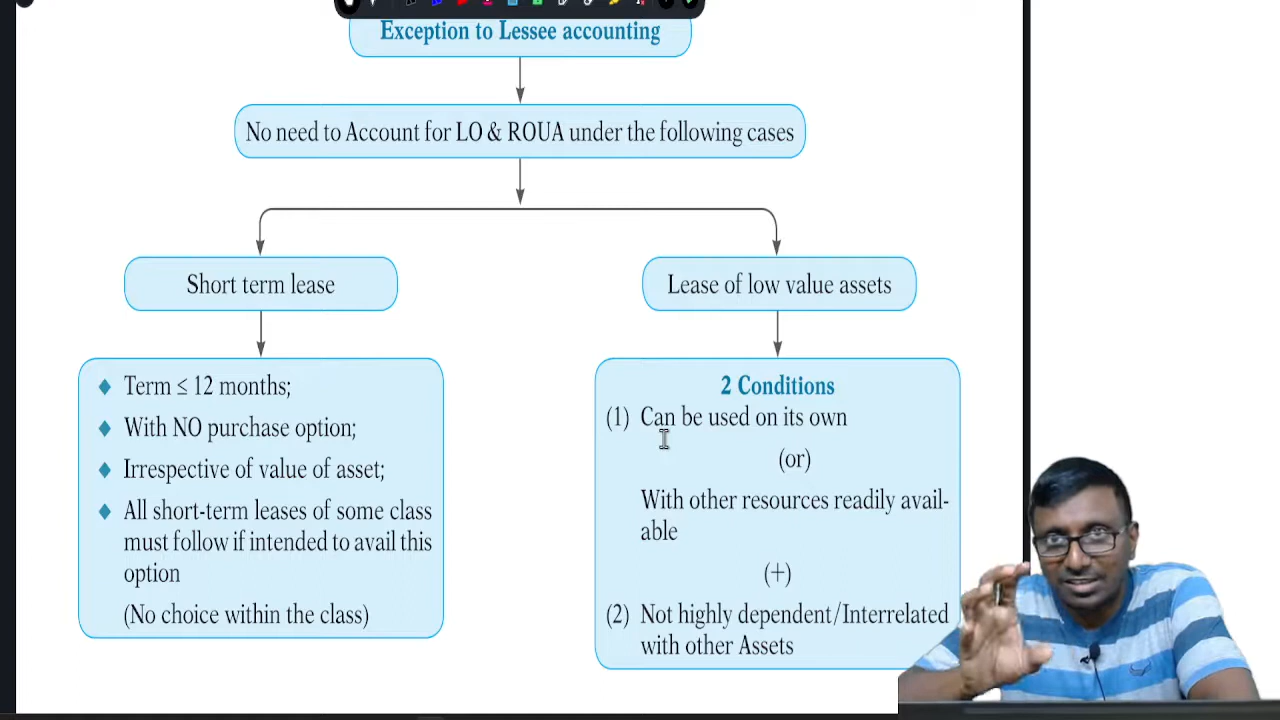 Exception to Lessee accounting
No need to Account for LO & ROUA under the following cases
Short term lease
Lease of low value assets
♦ Term ≤ 12 months;
♦ With NO purchase option;
♦ Irrespective of value of asset;
♦ All short-term leases of some class
must follow if intended to avail this
option
(No choice within the class)
2 Conditions
(1) Can be used on its own
(or)
With other resources readily avail-
able
(+)
(2) Not highly dependent/Interrelated
with other Assets